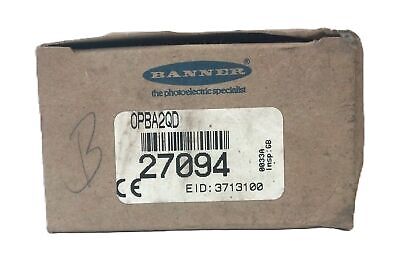 B
BANNER
the photoelectric specialist
OPBA2QD
27094
CE
EID:3713100
0033A
Insp:GB